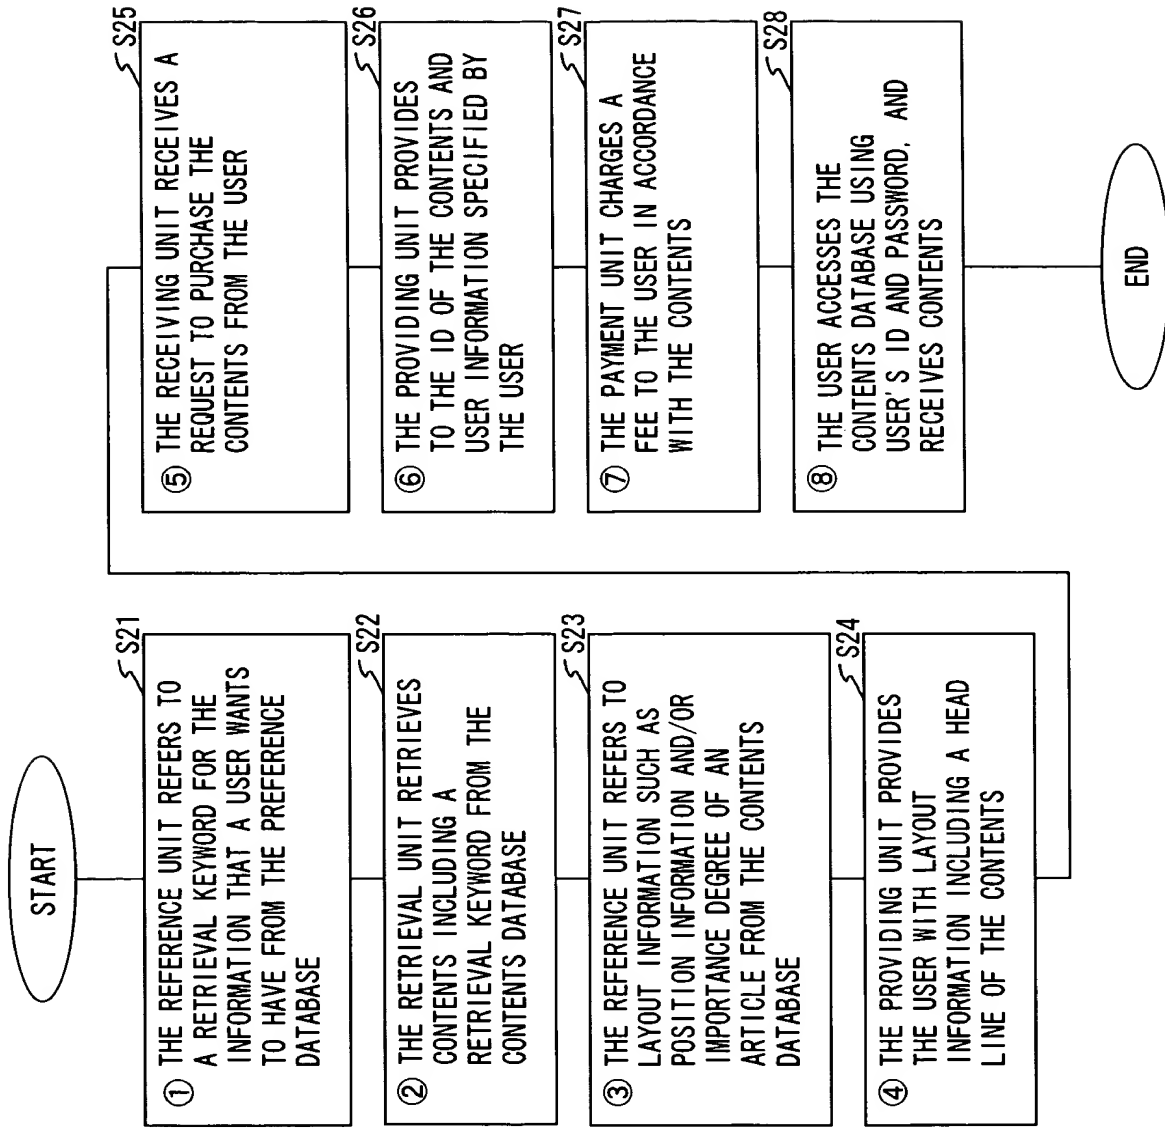 START
S21
① THE REFERENCE UNIT REFERS TO
A RETRIEVAL KEYWORD FOR THE
INFORMATION THAT A USER WANTS
TO HAVE FROM THE PREFERENCE
DATABASE
S22
② THE RETRIEVAL UNIT RETRIEVES
CONTENTS INCLUDING A
RETRIEVAL KEYWORD FROM THE
CONTENTS DATABASE
S23
③ THE REFERENCE UNIT REFERS TO
LAYOUT INFORMATION SUCH AS
POSITION INFORMATION AND/OR
IMPORTANCE DEGREE OF AN
ARTICLE FROM THE CONTENTS
DATABASE
S24
④ THE PROVIDING UNIT PROVIDES
THE USER WITH LAYOUT
INFORMATION INCLUDING A HEAD
LINE OF THE CONTENTS
S25
⑤ THE RECEIVING UNIT RECEIVES A
REQUEST TO PURCHASE THE
CONTENTS FROM THE USER
S26
⑥ THE PROVIDING UNIT PROVIDES
TO THE ID OF THE CONTENTS AND
USER INFORMATION SPECIFIED BY
THE USER
S27
⑦ THE PAYMENT UNIT CHARGES A
FEE TO THE USER IN ACCORDANCE
WITH THE CONTENTS
S28
⑧ THE USER ACCESSES THE
CONTENTS DATABASE USING
USER'S ID AND PASSWORD, AND
RECEIVES CONTENTS
END